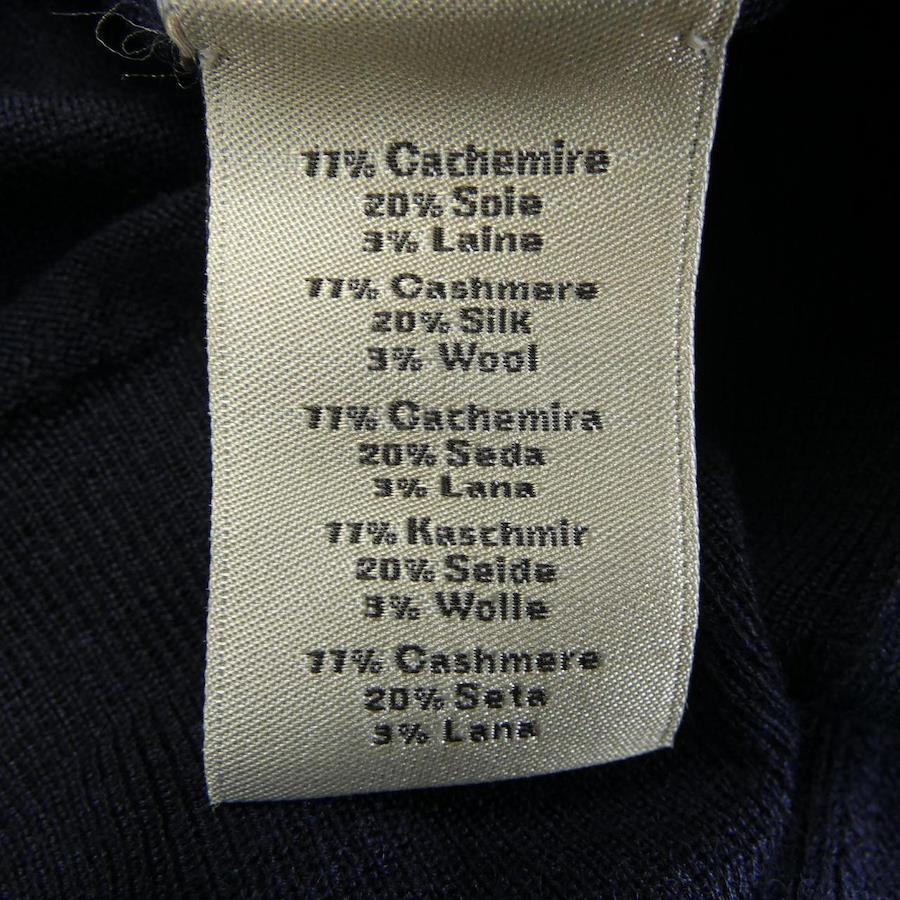 77% Cachemire
20% Soie
3% Laine
77% Cashmere
20% Silk
3% Wool
77% Cachemira
20% Seda
3% Lana
77% Kaschmir
20% Seide
3% Wolle
77% Cashmere
20% Seta
3% Lana